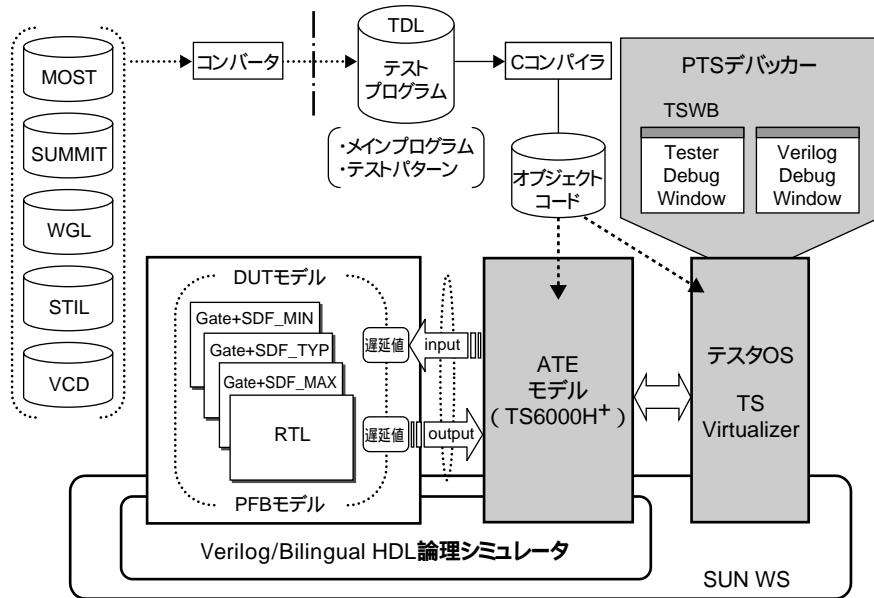 MOST
SUMMIT
WGL
STIL
VCD
コンバータ
TDL
テスト
プログラム
・メインプログラム
・テストパターン
Cコンパイラ
オブジェクト
コード
PTSデバッカー
TSWB
Tester
Debug
Window
Verilog
Debug
Window
DUTモデル
Gate+SDF_MIN
Gate+SDF_TYP
Gate+SDF_MAX
RTL
PFBモデル
遅延値
input
遅延値
output
ATE
モデル
(TS6000H+)
テスタOS
TS
Virtualizer
Verilog/Bilingual HDL論理シミュレータ
SUN WS